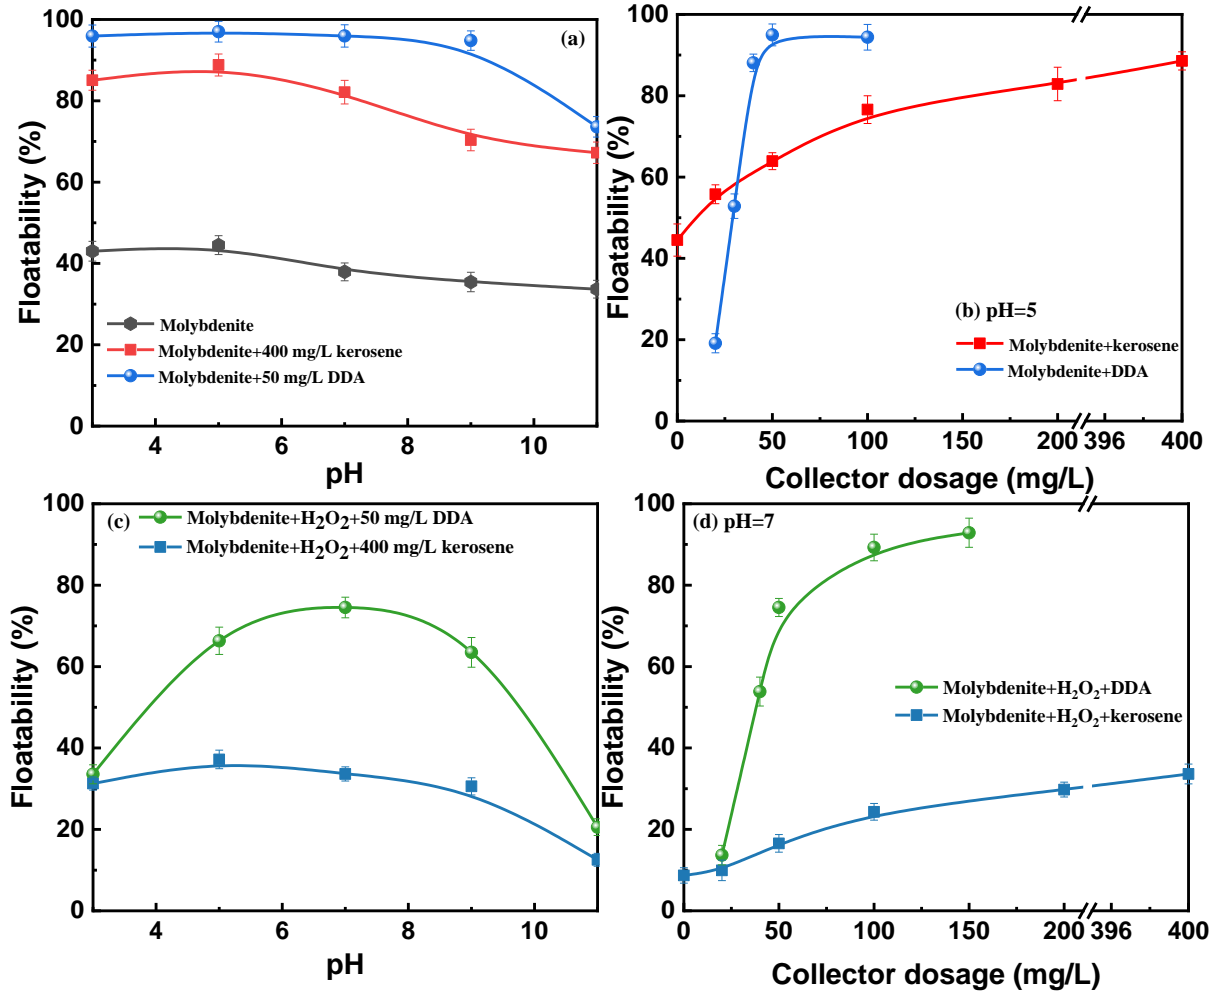 100
80
60
40
20
0
Floatability (%)
(a)
Molybdenite
Molybdenite+400 mg/L kerosene
Molybdenite+50 mg/L DDA
4
6
8
10
pH
100
80
60
40
20
0
Floatability (%)
(b) pH=5
Molybdenite+kerosene
Molybdenite+DDA
0
50
100
150
200
396
400
Collector dosage (mg/L)
100
80
60
40
20
0
Floatability (%)
(c)
Molybdenite+H₂O₂+50 mg/L DDA
Molybdenite+H₂O₂+400 mg/L kerosene
4
6
8
10
pH
100
80
60
40
20
0
Floatability (%)
(d) pH=7
Molybdenite+H₂O₂+DDA
Molybdenite+H₂O₂+kerosene
0
50
100
150
200
396
400
Collector dosage (mg/L)